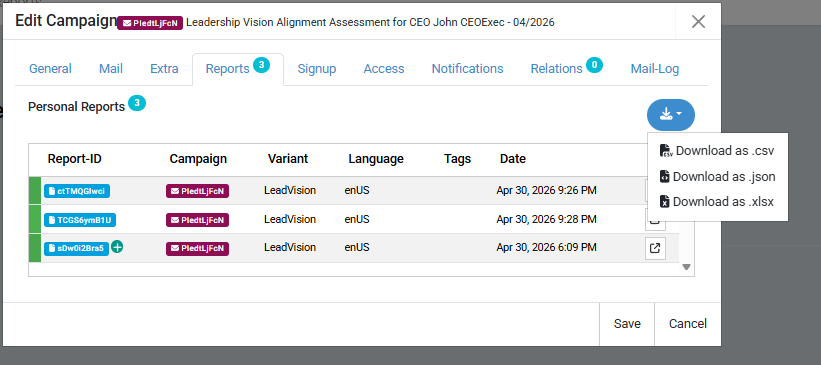 Edit Campaign PledtLjFcN Leadership Vision Alignment Assessment for CEO John CEOExec - 04/2026
General Mail Extra Reports 3 Signup Access Notifications Relations 0 Mail-Log
Personal Reports 3
Download as .csv
Download as .json
Download as .xlsx
Report-ID Campaign Variant Language Tags Date
ctTMQGIwci PledtLjFcN LeadVision enUS Apr 30, 2026 9:26 PM
TCGS6ymB1U PledtLjFcN LeadVision enUS Apr 30, 2026 9:28 PM
sDw0i2Bra5 PledtLjFcN LeadVision enUS Apr 30, 2026 6:09 PM
Save Cancel